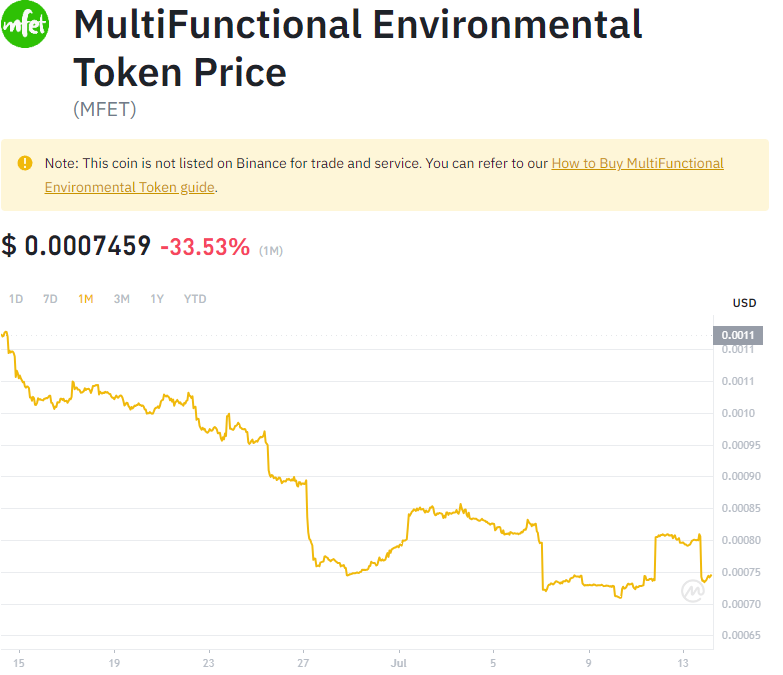 mfet
MultiFunctional Environmental
Token Price
(MFET)
Note: This coin is not listed on Binance for trade and service. You can refer to our How to Buy MultiFunctional
Environmental Token guide.
$ 0.0007459 -33.53% (1M)
1D 7D 1M 3M 1Y YTD
USD
0.0011
0.0011
0.0011
0.0010
0.00095
0.00090
0.00085
0.00080
0.00075
0.00070
0.00065
15 19 23 27 Jul 5 9 13